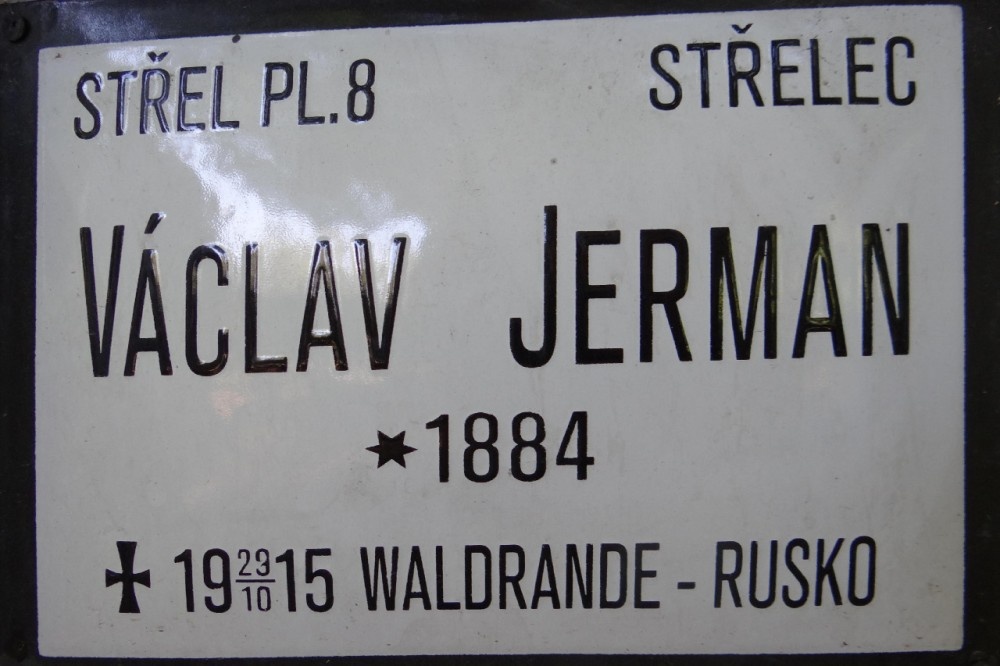 STŘEL PL.8 STŘELEC
VÁCLAV JERMAN
✶1884
✠ 19 23/10 15 WALDRANDE - RUSKO